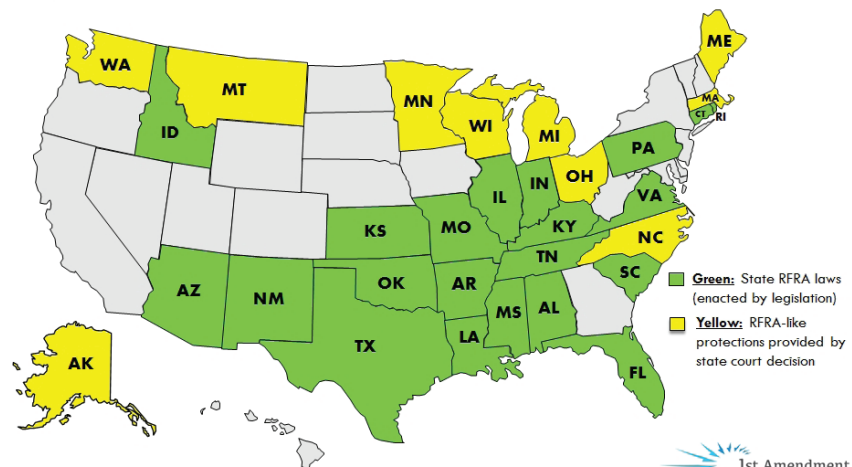 ME
WA
MT
MN
MA
WI
CT
RI
MI
ID
PA
OH
IN
IL
VA
KY
KS
MO
NC
TN
SC
OK
AR
AZ
NM
MS
AL
LA
TX
FL
AK
Green: State RFRA laws
(enacted by legislation)
Yellow: RFRA-like
protections provided by
state court decision
1st Amendment